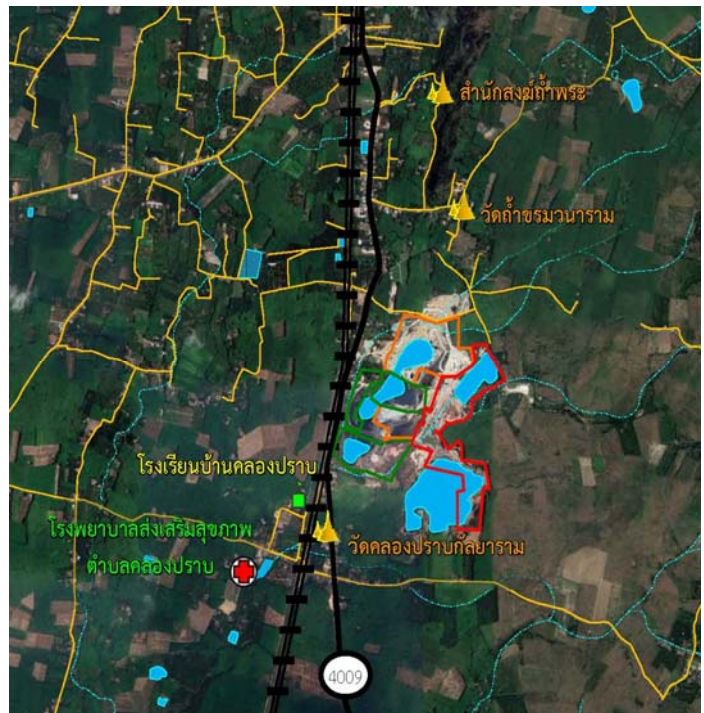 สำนักสงฆ์ถ้ำพระ
วัดถ้ำขรมวนาราม
โรงเรียนบ้านคลองปราบ
โรงพยาบาลส่งเสริมสุขภาพ
ตำบลคลองปราบ
วัดคลองปราบกัลยาราม
4009